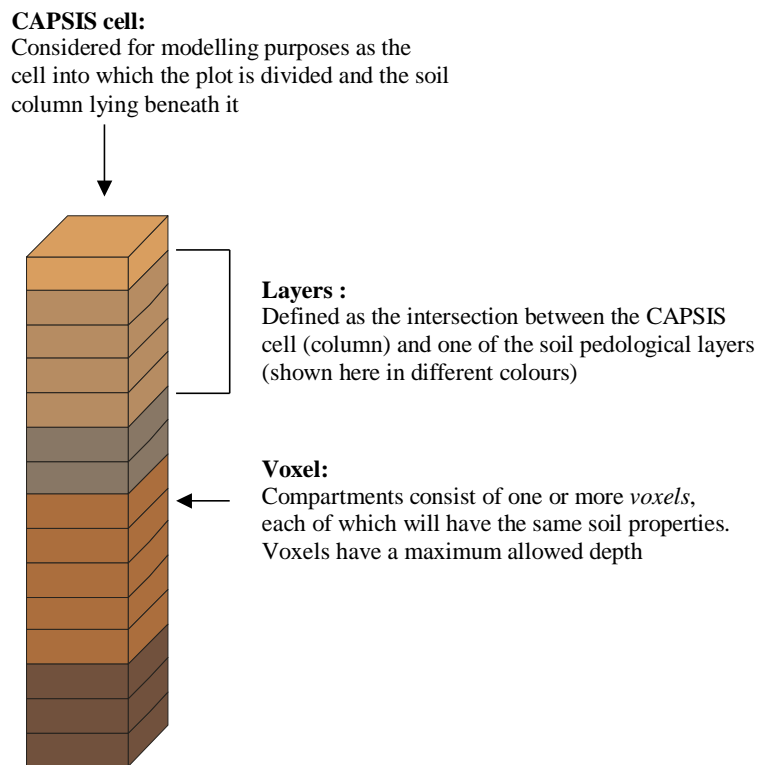 CAPSIS cell:
Considered for modelling purposes as the
cell into which the plot is divided and the soil
column lying beneath it
Layers :
Defined as the intersection between the CAPSIS
cell (column) and one of the soil pedological layers
(shown here in different colours)
Voxel:
Compartments consist of one or more voxels,
each of which will have the same soil properties.
Voxels have a maximum allowed depth